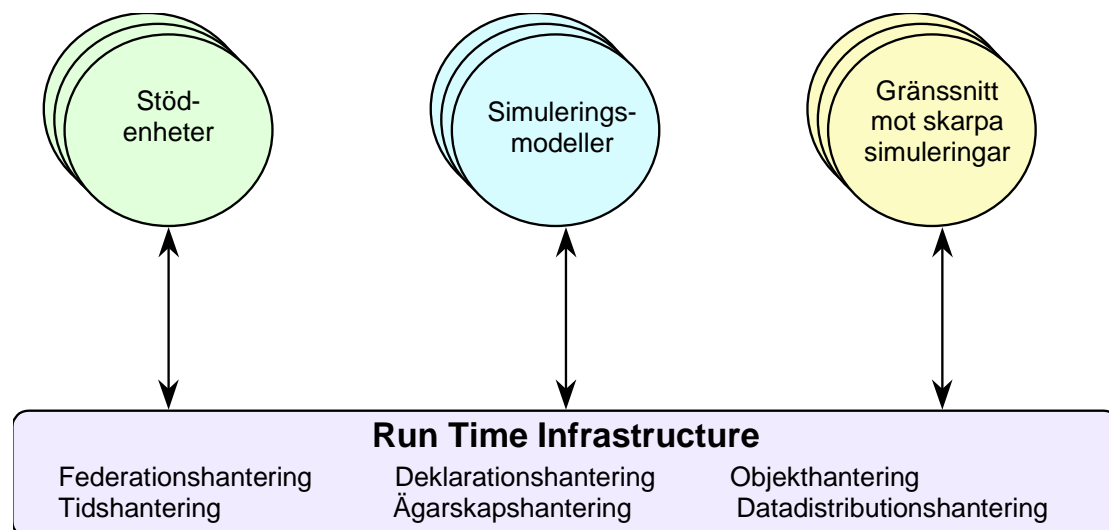 Stöd-
enheter
Simulerings-
modeller
Gränssnitt
mot skarpa
simuleringar
Run Time Infrastructure
Federationshantering Deklarationshantering Objekthantering
Tidshantering Ägarskapshantering Datadistributionshantering